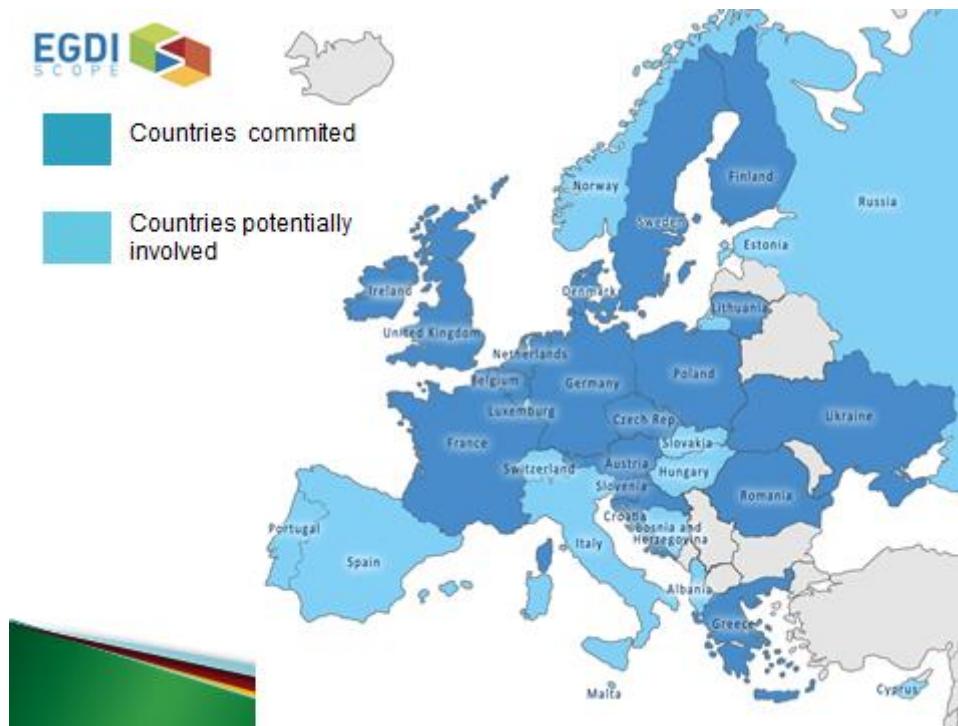 EGDI
SCOPE
Countries commited
Countries potentially
involved
Norway
Finland
Russia
Sweden
Estonia
Ireland
Denmark
Lithuania
United Kingdom
Netherlands
Belgium
Germany
Poland
Luxemburg
Czech Rep
Ukraine
France
Slovakia
Switzerland
Austria
Hungary
Slovenia
Romania
Croatia
Bosnia and
Herzegovina
Portugal
Italy
Spain
Albania
Greece
Malta
Cyprus